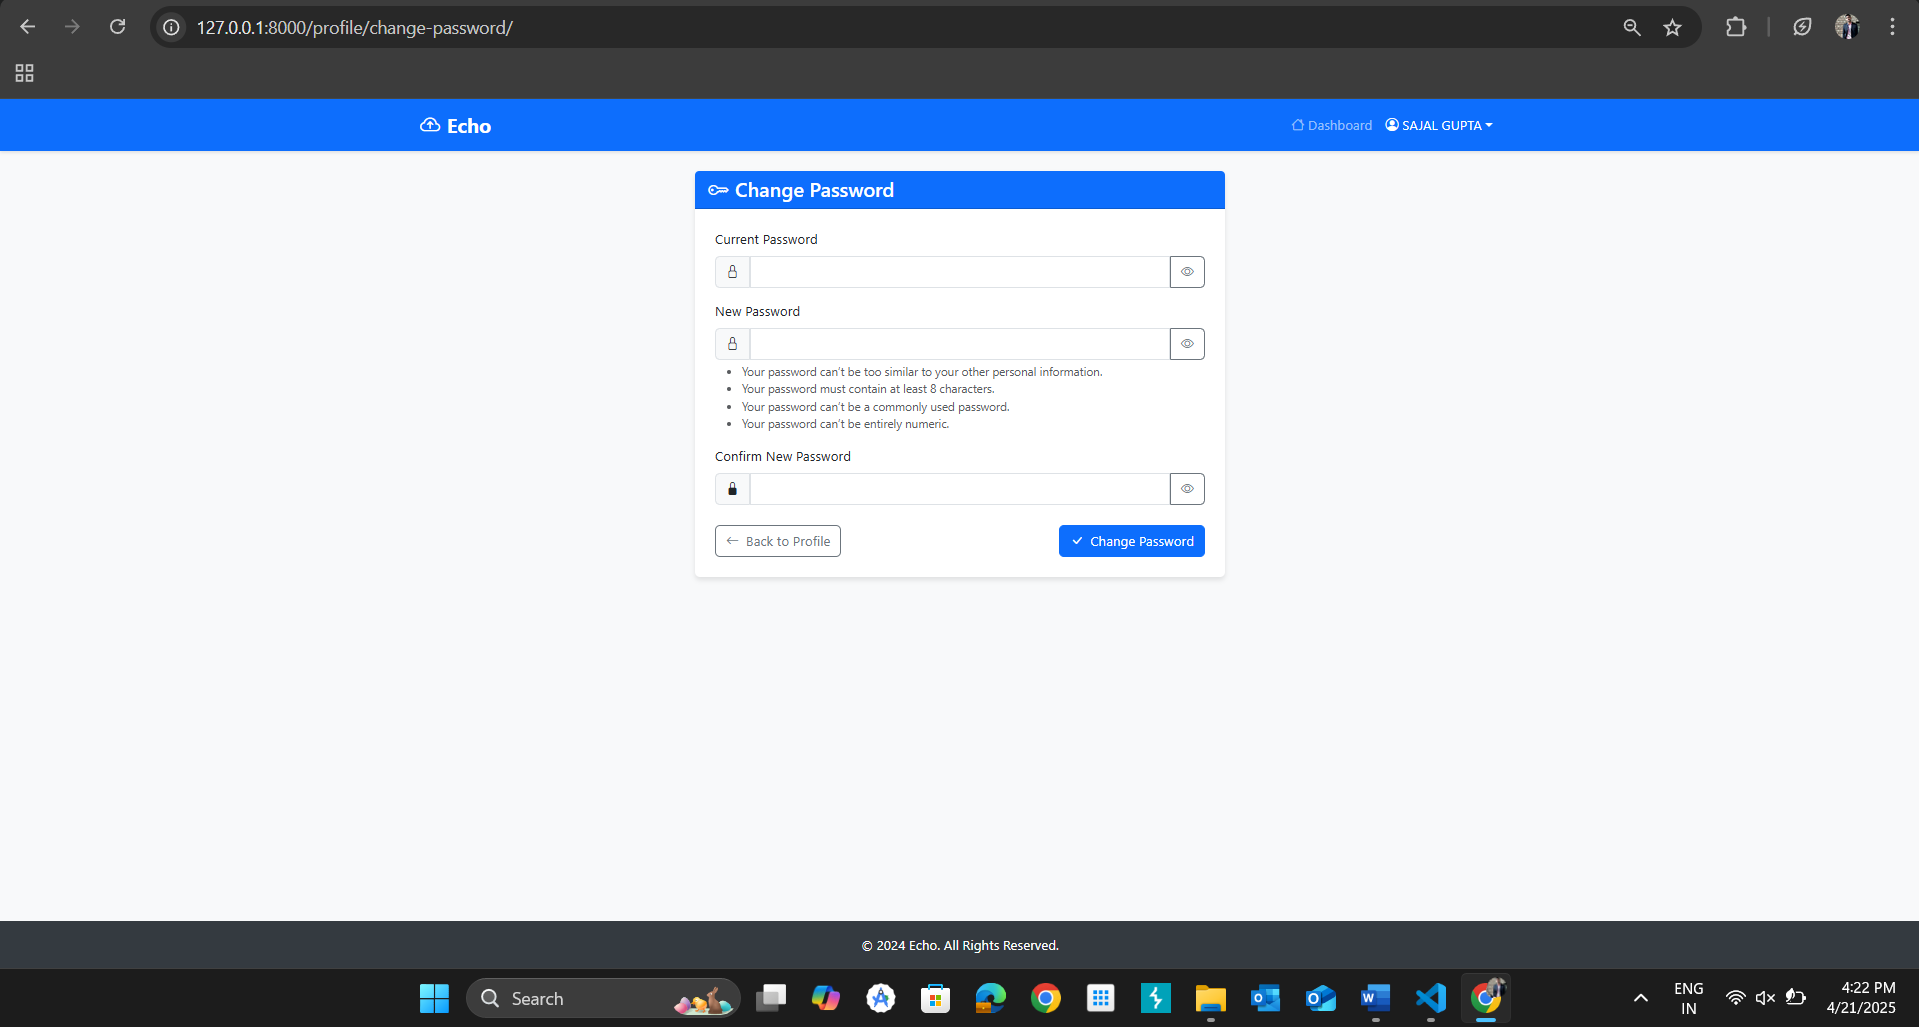 127.0.0.1:8000/profile/change-password/
Echo
Dashboard
SAJAL GUPTA
Change Password
Current Password
New Password
• Your password can't be too similar to your other personal information.
• Your password must contain at least 8 characters.
• Your password can't be a commonly used password.
• Your password can't be entirely numeric.
Confirm New Password
Back to Profile
Change Password
© 2024 Echo. All Rights Reserved.
Search
ENG
IN
4:22 PM
4/21/2025